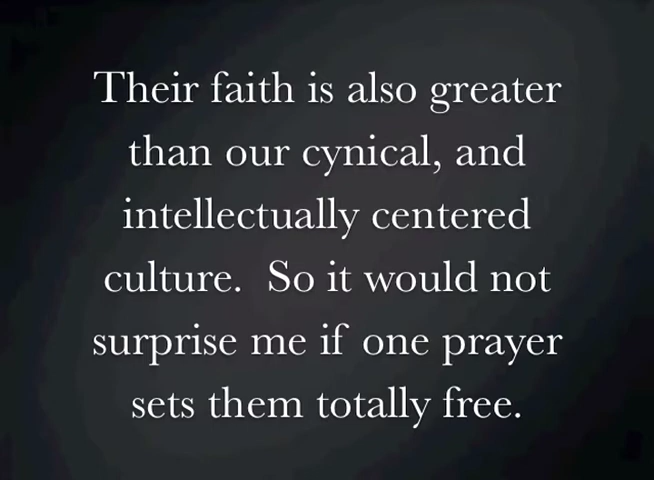 Their faith is also greater
than our cynical, and
intellectually centered
culture.  So it would not
surprise me if one prayer
sets them totally free.